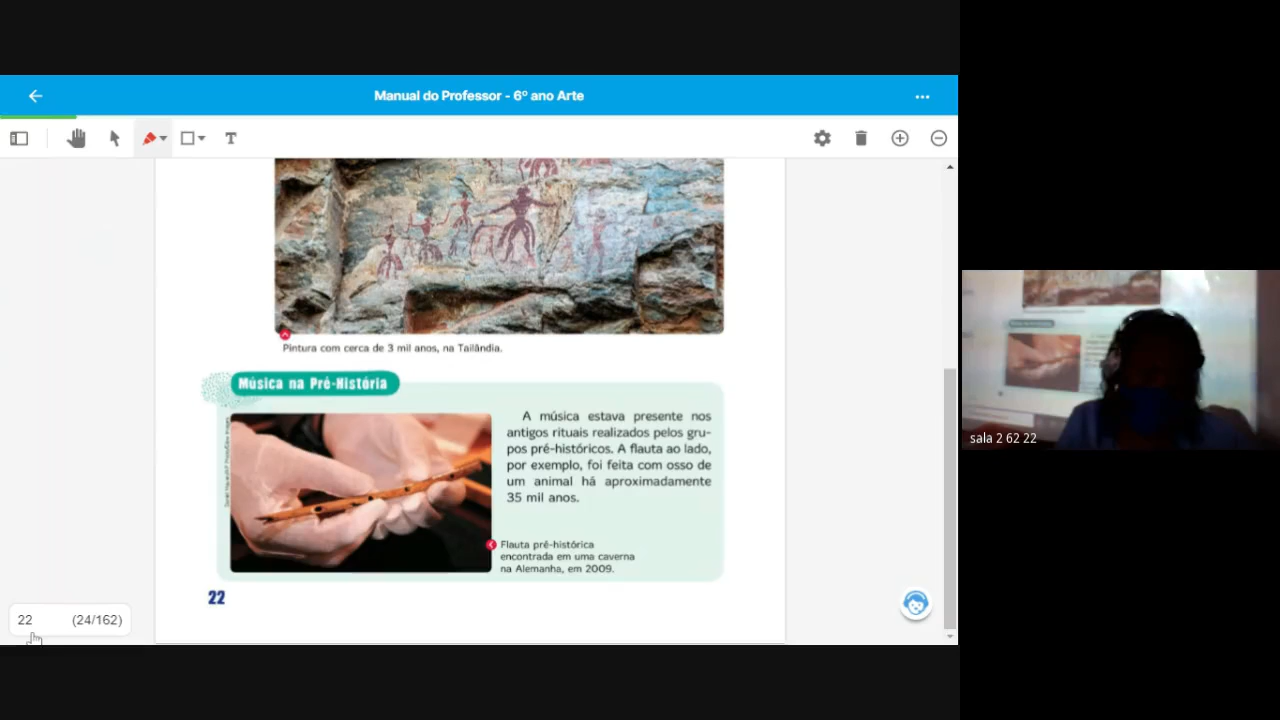 Manual do Professor - 6º ano Arte
T
Pintura com cerca de 3 mil anos, na Tailândia.
Música na Pré-História
A música estava presente nos
antigos rituais realizados pelos gru-
pos pré-históricos. A flauta ao lado,
por exemplo, foi feita com osso de
um animal há aproximadamente
35 mil anos.
Flauta pré-histórica
encontrada em uma caverna
na Alemanha, em 2009.
22
22 (24/162)
sala 2 62 22